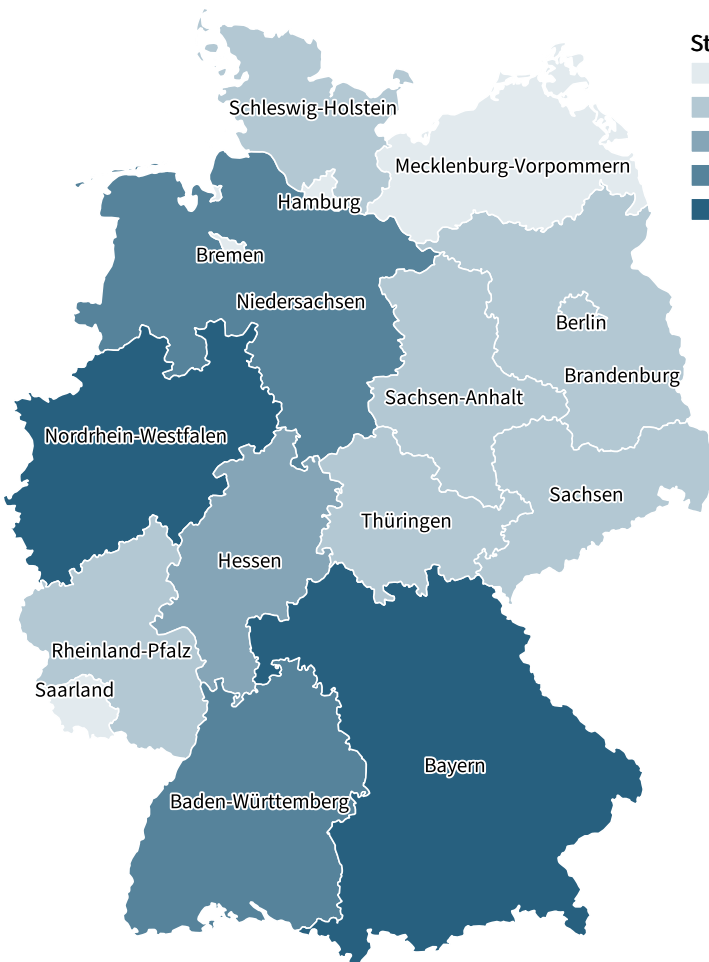 St
Schleswig-Holstein
Mecklenburg-Vorpommern
Hamburg
Bremen
Niedersachsen
Berlin
Brandenburg
Sachsen-Anhalt
Nordrhein-Westfalen
Sachsen
Thüringen
Hessen
Rheinland-Pfalz
Saarland
Bayern
Baden-Württemberg